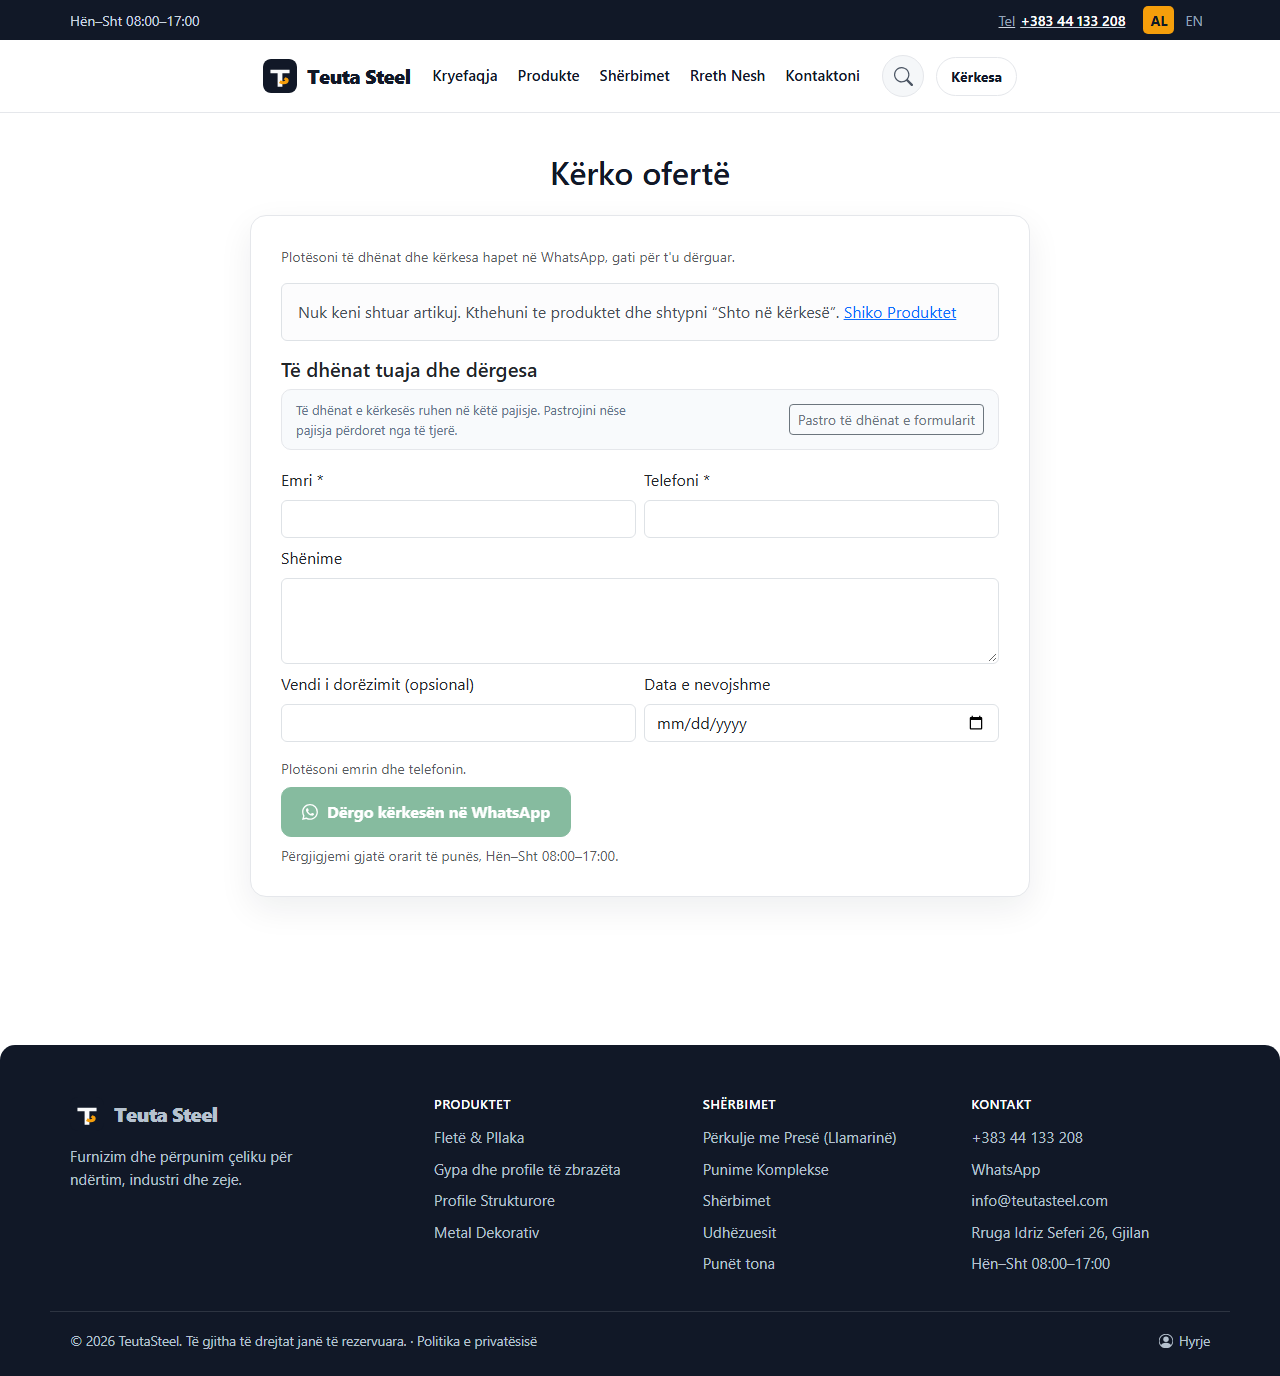 Hën–Sht 08:00–17:00
Tel +383 44 133 208 AL EN
Teuta Steel Kryefaqja Produkte Shërbimet Rreth Nesh Kontaktoni Kërkesa
Kërko ofertë
Plotësoni të dhënat dhe kërkesa hapet në WhatsApp, gati për t'u dërguar.
Nuk keni shtuar artikuj. Kthehuni te produktet dhe shtypni “Shto në kërkesë”. Shiko Produktet
Të dhënat tuaja dhe dërgesa
Të dhënat e kërkesës ruhen në këtë pajisje. Pastrojini nëse
pajisja përdoret nga të tjerë.
Pastro të dhënat e formularit
Emri * Telefoni *
Shënime
Vendi i dorëzimit (opsional) Data e nevojshme
mm/dd/yyyy
Plotësoni emrin dhe telefonin.
Dërgo kërkesën në WhatsApp
Përgjigjemi gjatë orarit të punës, Hën–Sht 08:00–17:00.
Teuta Steel
Furnizim dhe përpunim çeliku për
ndërtim, industri dhe zeje.
PRODUKTET
Fletë & Pllaka
Gypa dhe profile të zbrazëta
Profile Strukturore
Metal Dekorativ
SHËRBIMET
Përkulje me Presë (Llamarinë)
Punime Komplekse
Shërbimet
Udhëzuesit
Punët tona
KONTAKT
+383 44 133 208
WhatsApp
info@teutasteel.com
Rruga Idriz Seferi 26, Gjilan
Hën–Sht 08:00–17:00
© 2026 TeutaSteel. Të gjitha të drejtat janë të rezervuara. · Politika e privatësisë
Hyrje